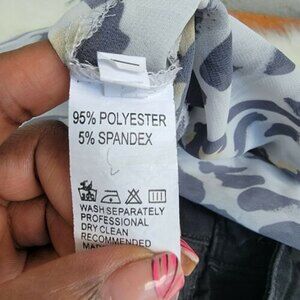 95% POLYESTER
5% SPANDEX
WASH SEPARATELY
PROFESSIONAL
DRY CLEAN
RECOMMENDED